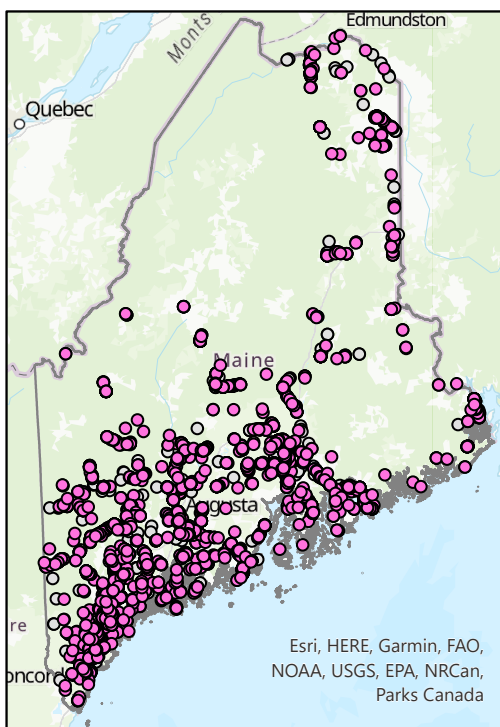 Edmundston
Monts
Quebec
Maine
Augusta
re
oncord
Esri, HERE, Garmin, FAO,
NOAA, USGS, EPA, NRCan,
Parks Canada